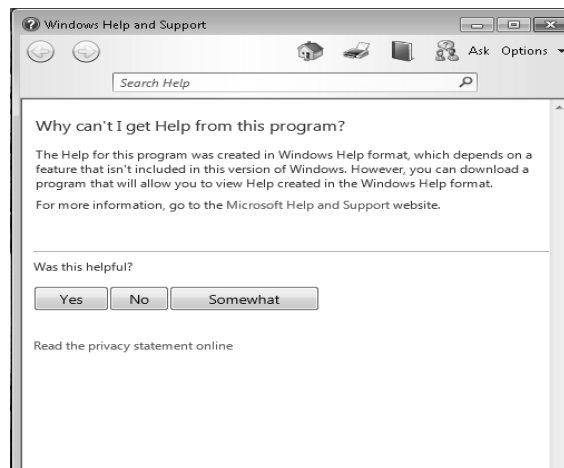 Windows Help and Support
Ask Options
Search Help
Why can't I get Help from this program?
The Help for this program was created in Windows Help format, which depends on a
feature that isn't included in this version of Windows. However, you can download a
program that will allow you to view Help created in the Windows Help format.
For more information, go to the Microsoft Help and Support website.
Was this helpful?
Yes No Somewhat
Read the privacy statement online